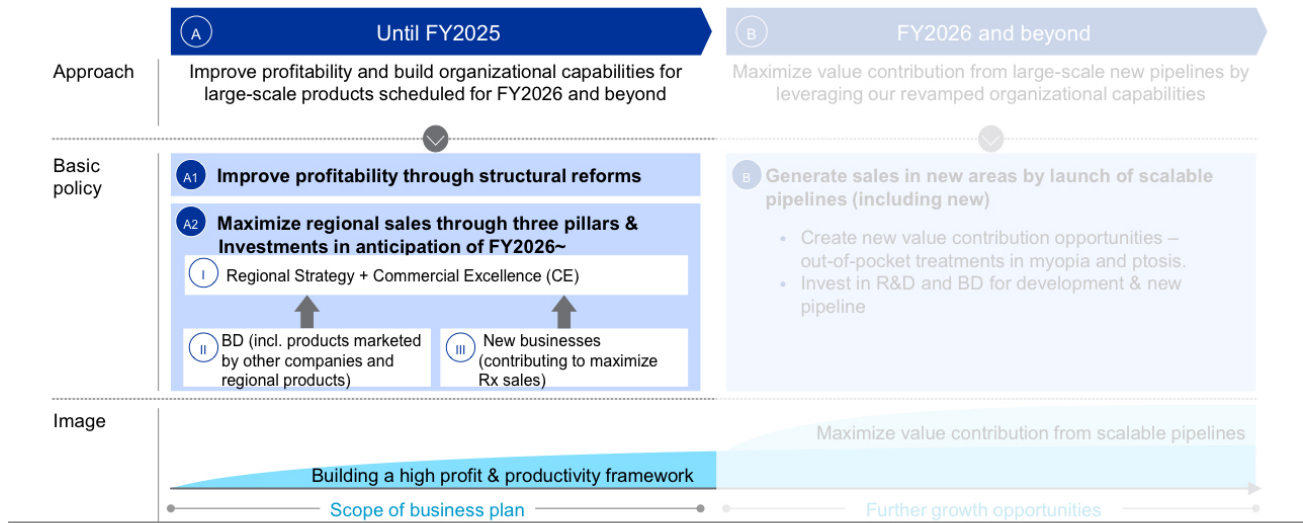 A
Until FY2025
B
FY2026 and beyond
Approach
Improve profitability and build organizational capabilities for
large-scale products scheduled for FY2026 and beyond
Maximize value contribution from large-scale new pipelines by
leveraging our revamped organizational capabilities
Basic
policy
A1
Improve profitability through structural reforms
A2
Maximize regional sales through three pillars &
Investments in anticipation of FY2026~
I
Regional Strategy + Commercial Excellence (CE)
II
BD (incl. products marketed
by other companies and
regional products)
III
New businesses
(contributing to maximize
Rx sales)
B
Generate sales in new areas by launch of scalable
pipelines (including new)
• Create new value contribution opportunities –
out-of-pocket treatments in myopia and ptosis.
• Invest in R&D and BD for development & new
pipeline
Image
Building a high profit & productivity framework
Maximize value contribution from scalable pipelines
Scope of business plan
Further growth opportunities